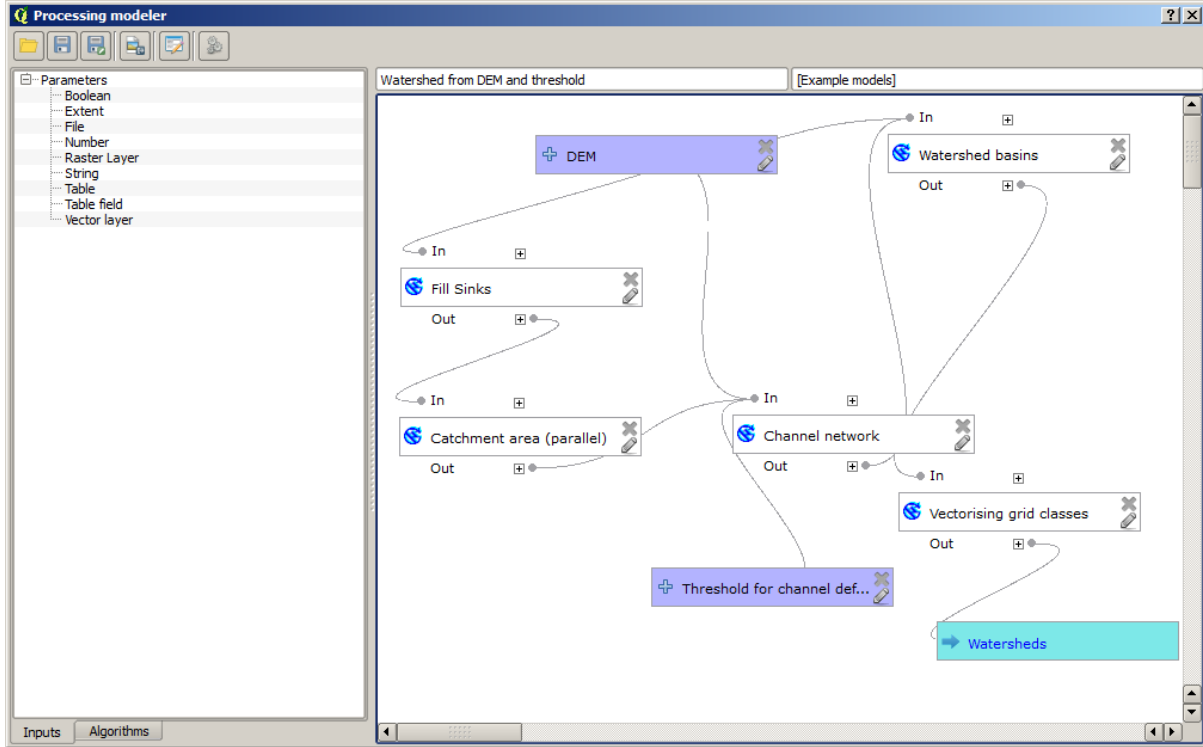 Processing modeler
Parameters
Boolean
Extent
File
Number
Raster Layer
String
Table
Table field
Vector layer
Inputs
Algorithms
Watershed from DEM and threshold
[Example models]
DEM
In
Watershed basins
Out
In
Fill Sinks
Out
In
Catchment area (parallel)
Out
In
Channel network
Out
In
Vectorising grid classes
Out
Threshold for channel def...
Watersheds